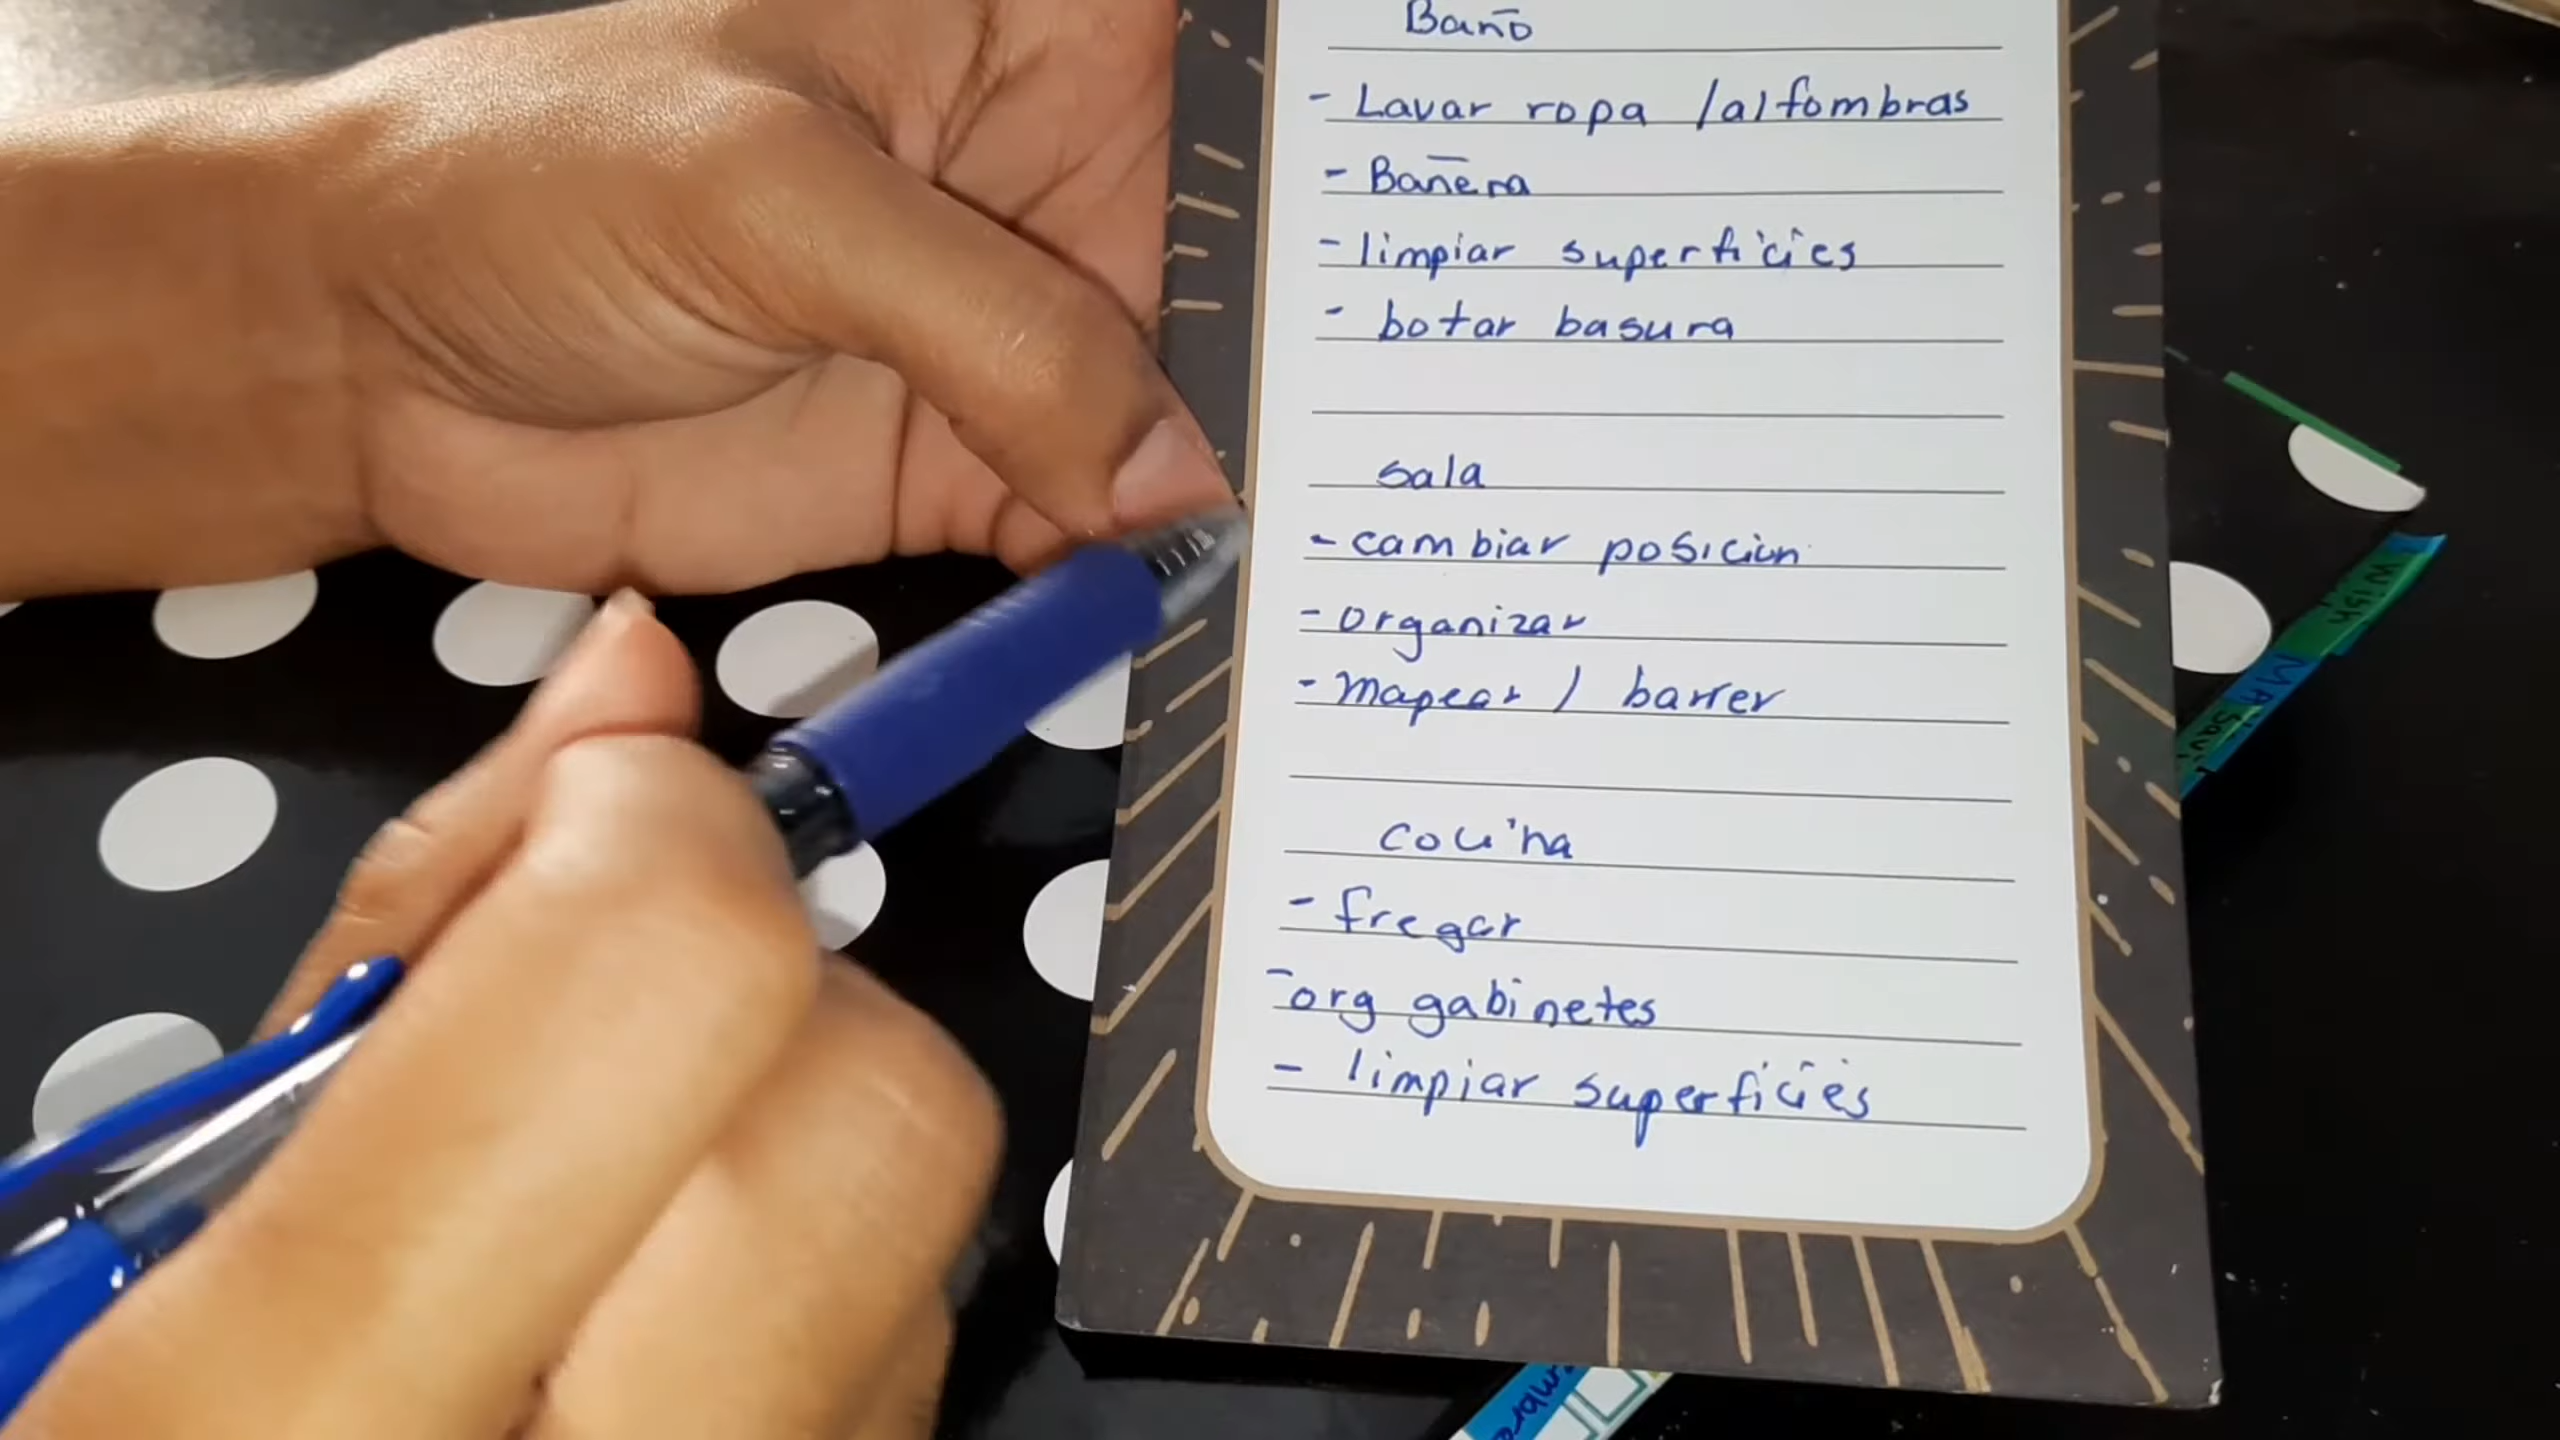 Baño
- Lavar ropa /alfombras
- Bañera
- limpiar superficies
- botar basura
sala
- cambiar posicion
- organizar
- mapear / barrer
cocina
- fregar
- org gabinetes
- limpiar superficies
Wish